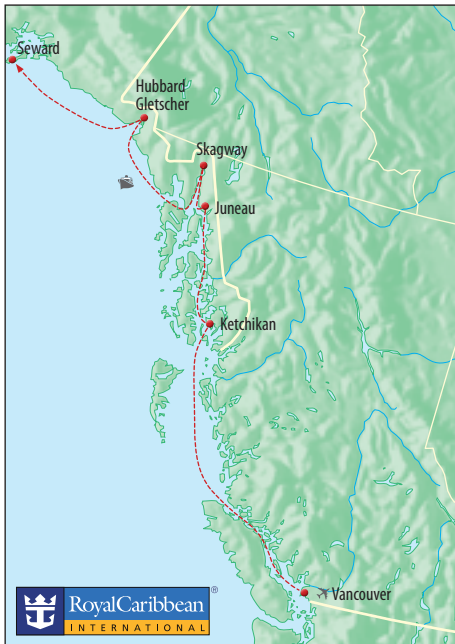 Seward
Hubbard
Gletscher
Skagway
Juneau
Ketchikan
Vancouver
RoyalCaribbean®
INTERNATIONAL